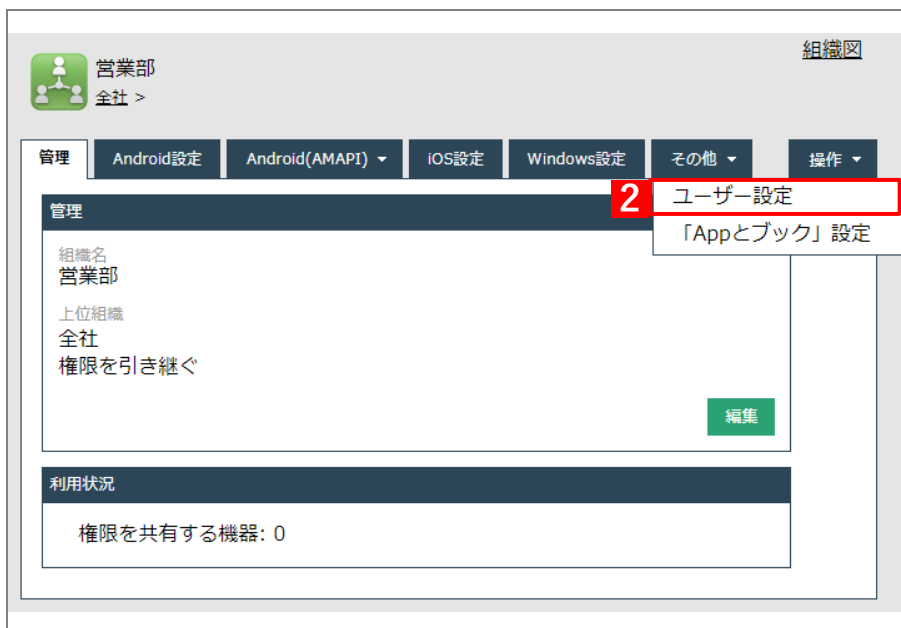 組織図
営業部
全社 >
管理 Android設定 Android(AMAPI) iOS設定 Windows設定 その他 操作
2 ユーザー設定
「Appとブック」設定
管理
組織名
営業部
上位組織
全社
権限を引き継ぐ
編集
利用状況
権限を共有する機器: 0